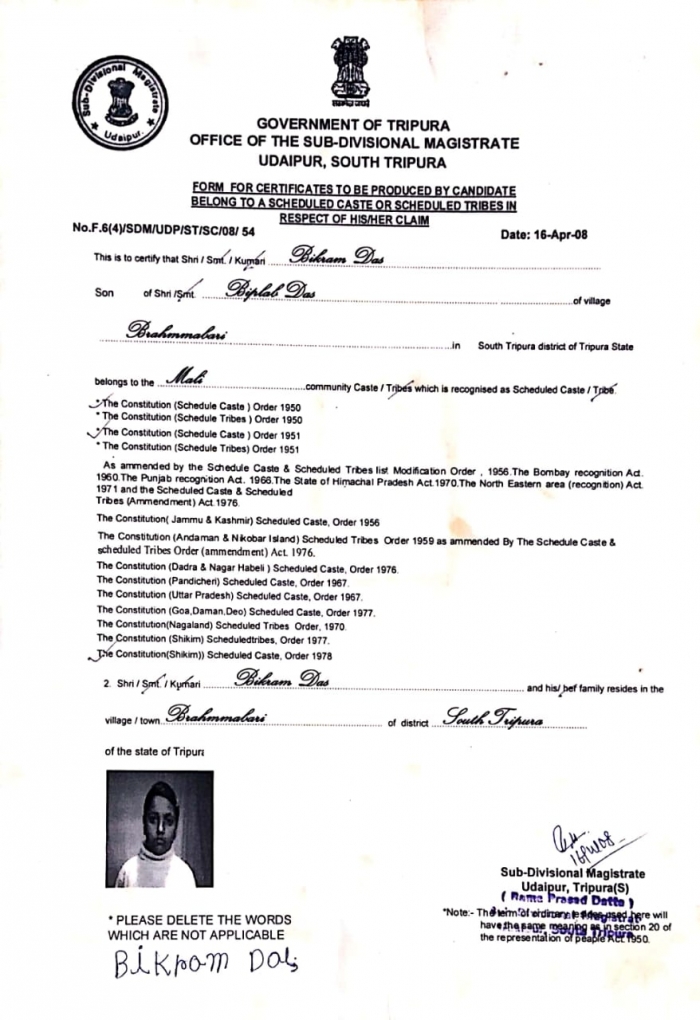 Sub-Divisional Magistrate
Udaipur.
GOVERNMENT OF TRIPURA
OFFICE OF THE SUB-DIVISIONAL MAGISTRATE
UDAIPUR, SOUTH TRIPURA
FORM FOR CERTIFICATES TO BE PRODUCED BY CANDIDATE
BELONG TO A SCHEDULED CASTE OR SCHEDULED TRIBES IN
RESPECT OF HIS/HER CLAIM
No.F.6(4)/SDM/UDP/ST/SC/08/ 54
Date: 16-Apr-08
This is to certify that Shri / Smt. / Kumari Bikram Das
Son of Shri /Smt. Biplab Das of village
Brahmmabari in South Tripura district of Tripura State
belongs to the Mali community Caste / Tribes which is recognised as Scheduled Caste / Tribe.
*The Constitution (Schedule Caste ) Order 1950
* The Constitution (Schedule Tribes ) Order 1950
*The Constitution (Schedule Caste ) Order 1951
* The Constitution (Schedule Tribes) Order 1951
As ammended by the Schedule Caste & Scheduled Tribes list Modification Order , 1956.The Bombay recognition Act.
1960.The Punjab recognition Act. 1966.The State of Himachal Pradesh Act.1970.The North Eastern area (recognition) Act.
1971 and the Scheduled Caste & Scheduled
Tribes (Ammendment) Act.1976.
The Constitution( Jammu & Kashmir) Scheduled Caste, Order 1956
The Constitution (Andaman & Nikobar Island) Scheduled Tribes Order 1959 as ammended By The Schedule Caste &
scheduled Tribes Order (ammendment) Act. 1976.
The Constitution (Dadra & Nagar Habeli ) Scheduled Caste, Order 1976.
The Constitution (Pandicheri) Scheduled Caste, Order 1967.
The Constitution (Uttar Pradesh) Scheduled Caste, Order 1967.
The Constitution (Goa,Daman,Deo) Scheduled Caste, Order 1977.
The Constitution(Nagaland) Scheduled Tribes Order, 1970.
The Constitution (Shikim) Scheduledtribes, Order 1977.
The Constitution(Shikim)) Scheduled Caste, Order 1978
2. Shri / Smt. / Kumari Bikram Das and his/ her family resides in the
village / town Brahmmabari of district South Tripura
of the state of Tripura
16/4/08
Sub-Divisional Magistrate
Udaipur, Tripura(S)
( Rama Prasad Datta )
*Note:- The term of ordinary resides used here will
have the same meaning as in section 20 of
the representation of people Act 1950.
* PLEASE DELETE THE WORDS
WHICH ARE NOT APPLICABLE
BiKram Das